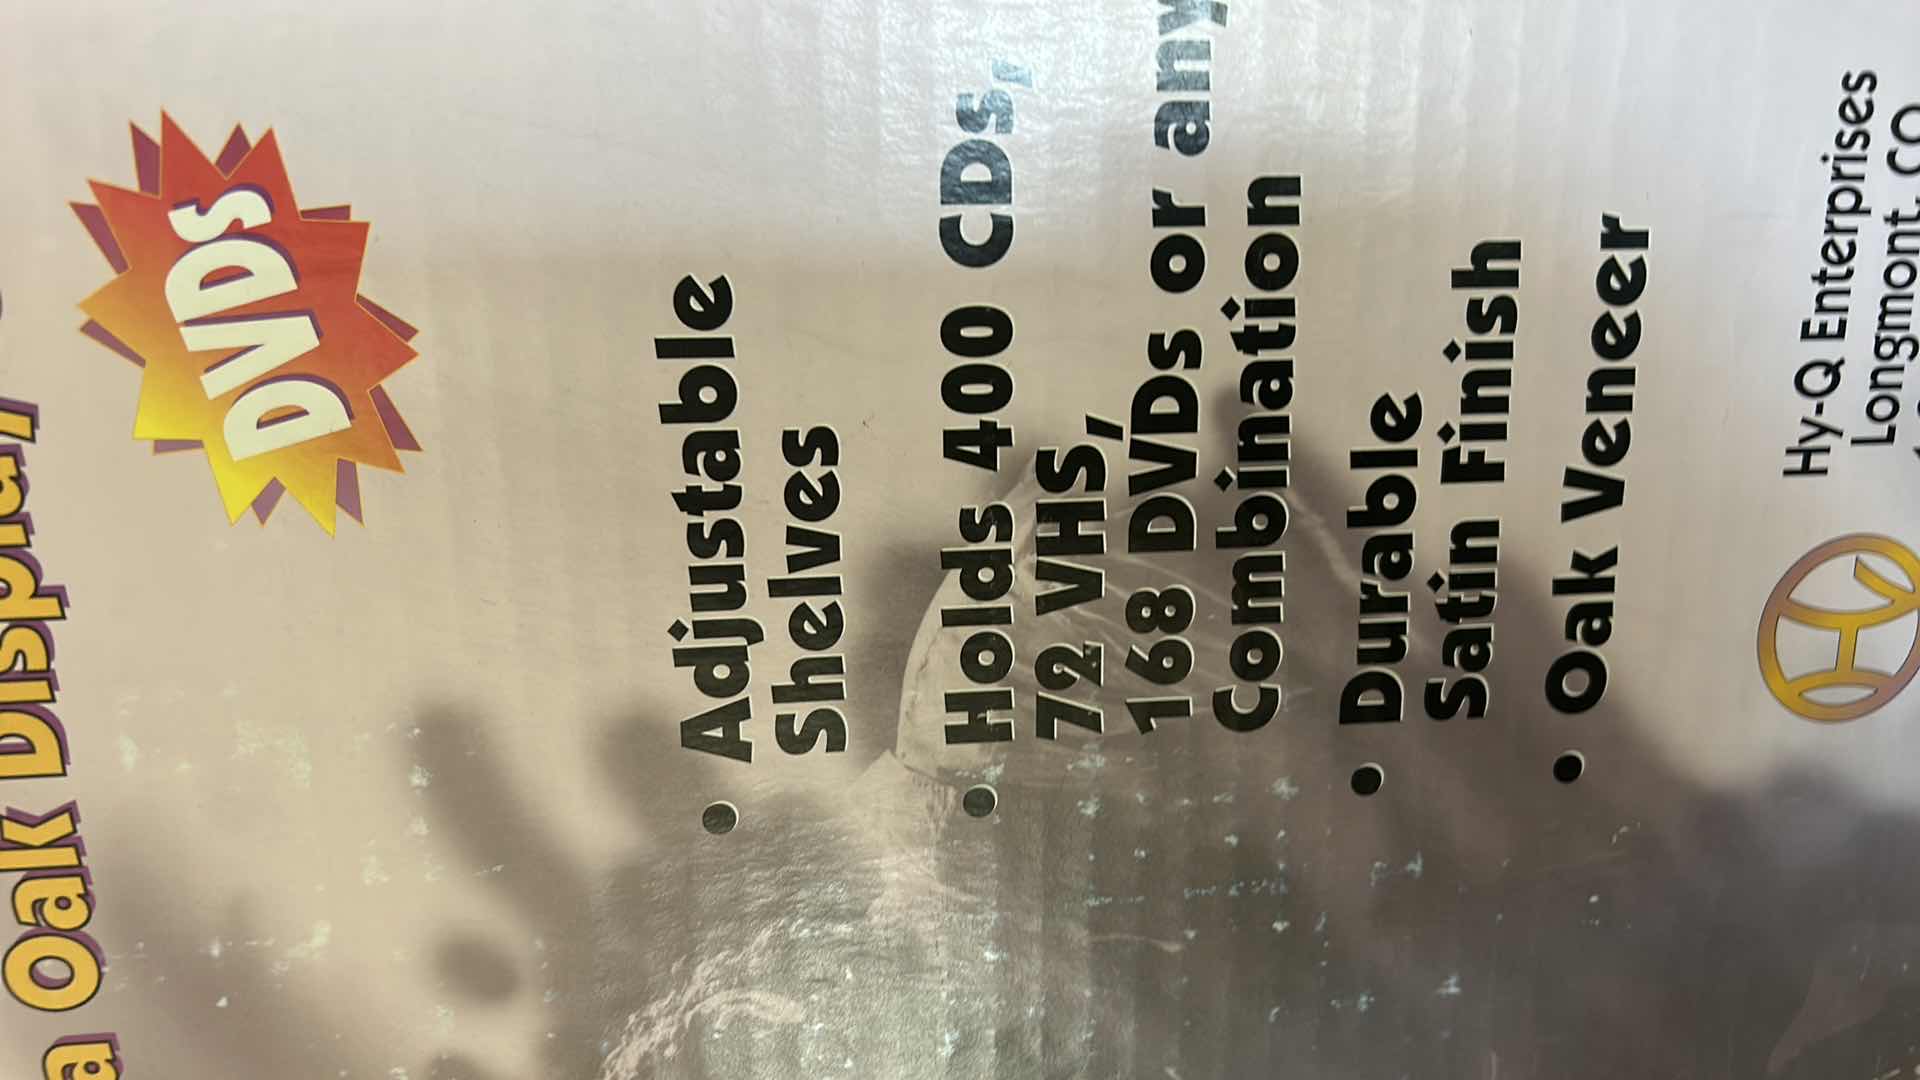 a Oak Display
DVDs
• Adjustable
Shelves
• Holds 400 CDs,
72 VHS,
168 DVDs or any
Combination
• Durable
Satin Finish
• Oak Veneer
Hy-Q Enterprises
Longmont, CO